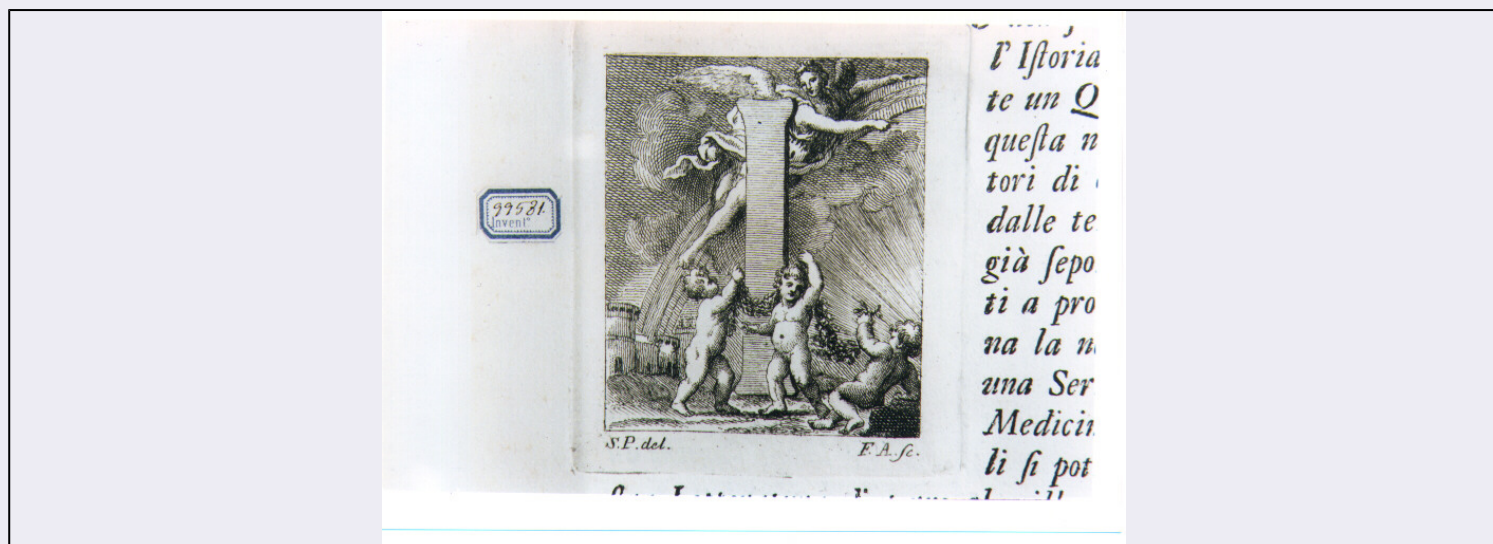 l' Iſtoria
te un Q
queſta n
tori di
dalle te
già ſepo
ti a pro
na la n
una Ser
Medicin
li ſi pot
99581
Inven!º
I
S.P. del.
F. A. ſc.